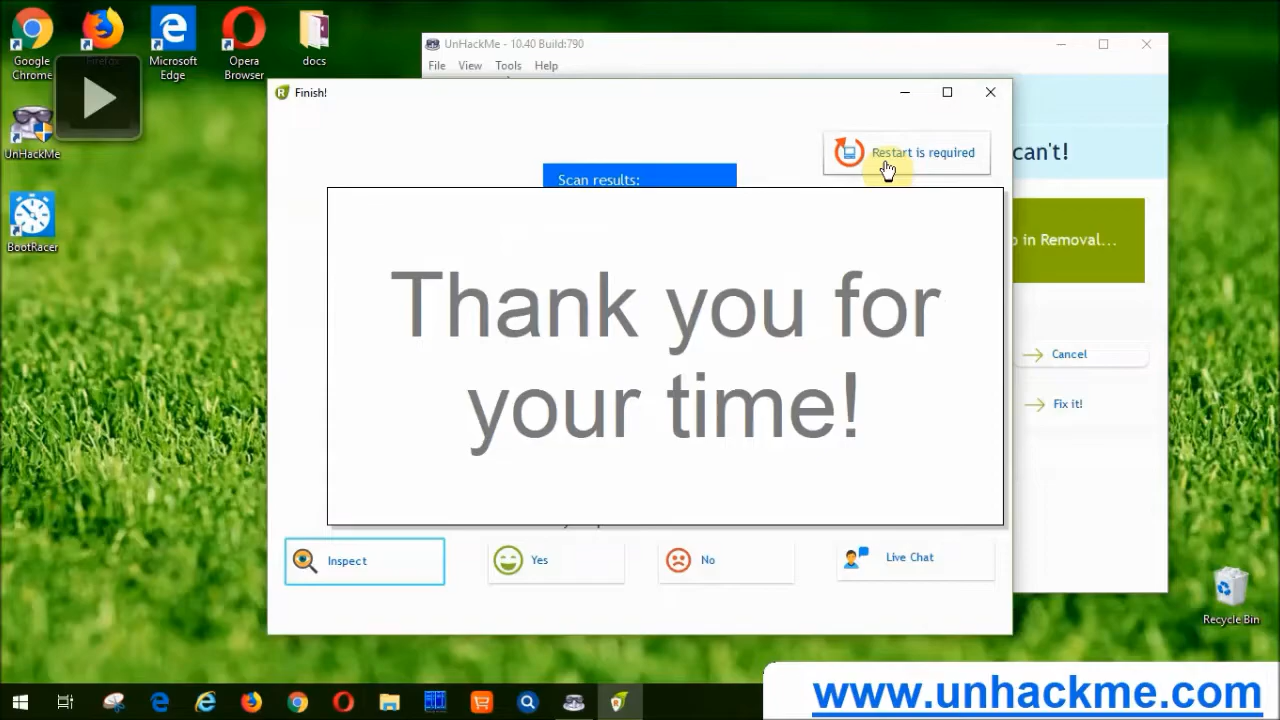 Google
Chrome
Firefox
Microsoft
Edge
Opera
Browser
docs
UnHackMe
BootRacer
UnHackMe - 10.40 Build:790
File View Tools Help
Finish!
Restart is required
can't!
Scan results:
in Removal...
Thank you for
your time!
Cancel
Fix it!
Inspect
Yes
No
Live Chat
Recycle Bin
www.unhackme.com